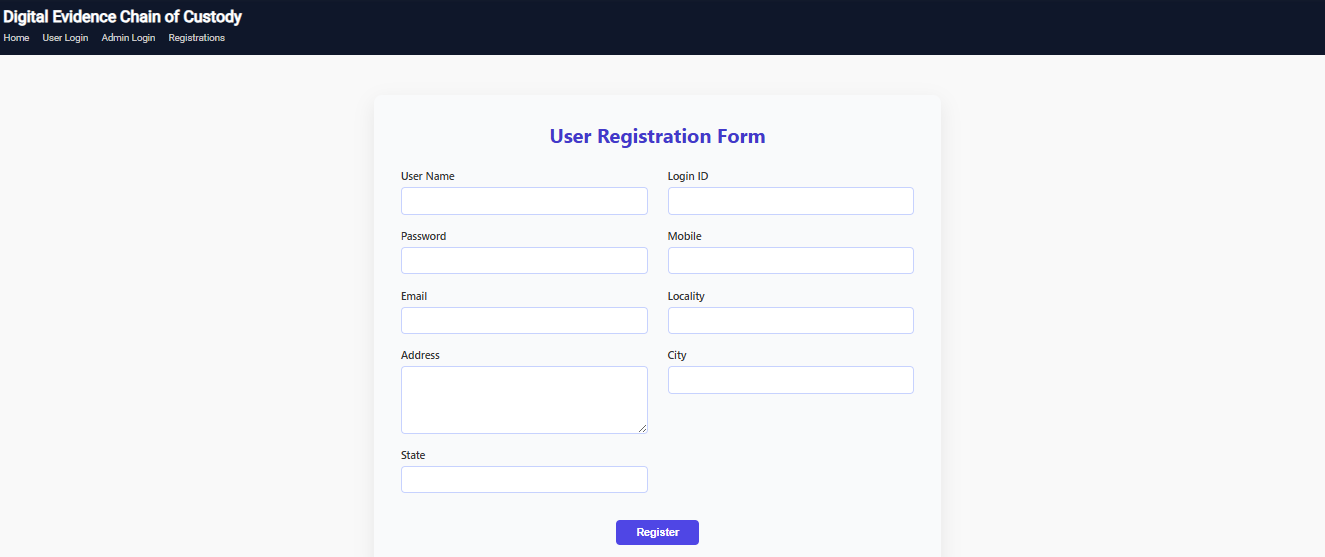 Digital Evidence Chain of Custody
Home User Login Admin Login Registrations
User Registration Form
User Name Login ID
Password Mobile
Email Locality
Address City
State
Register